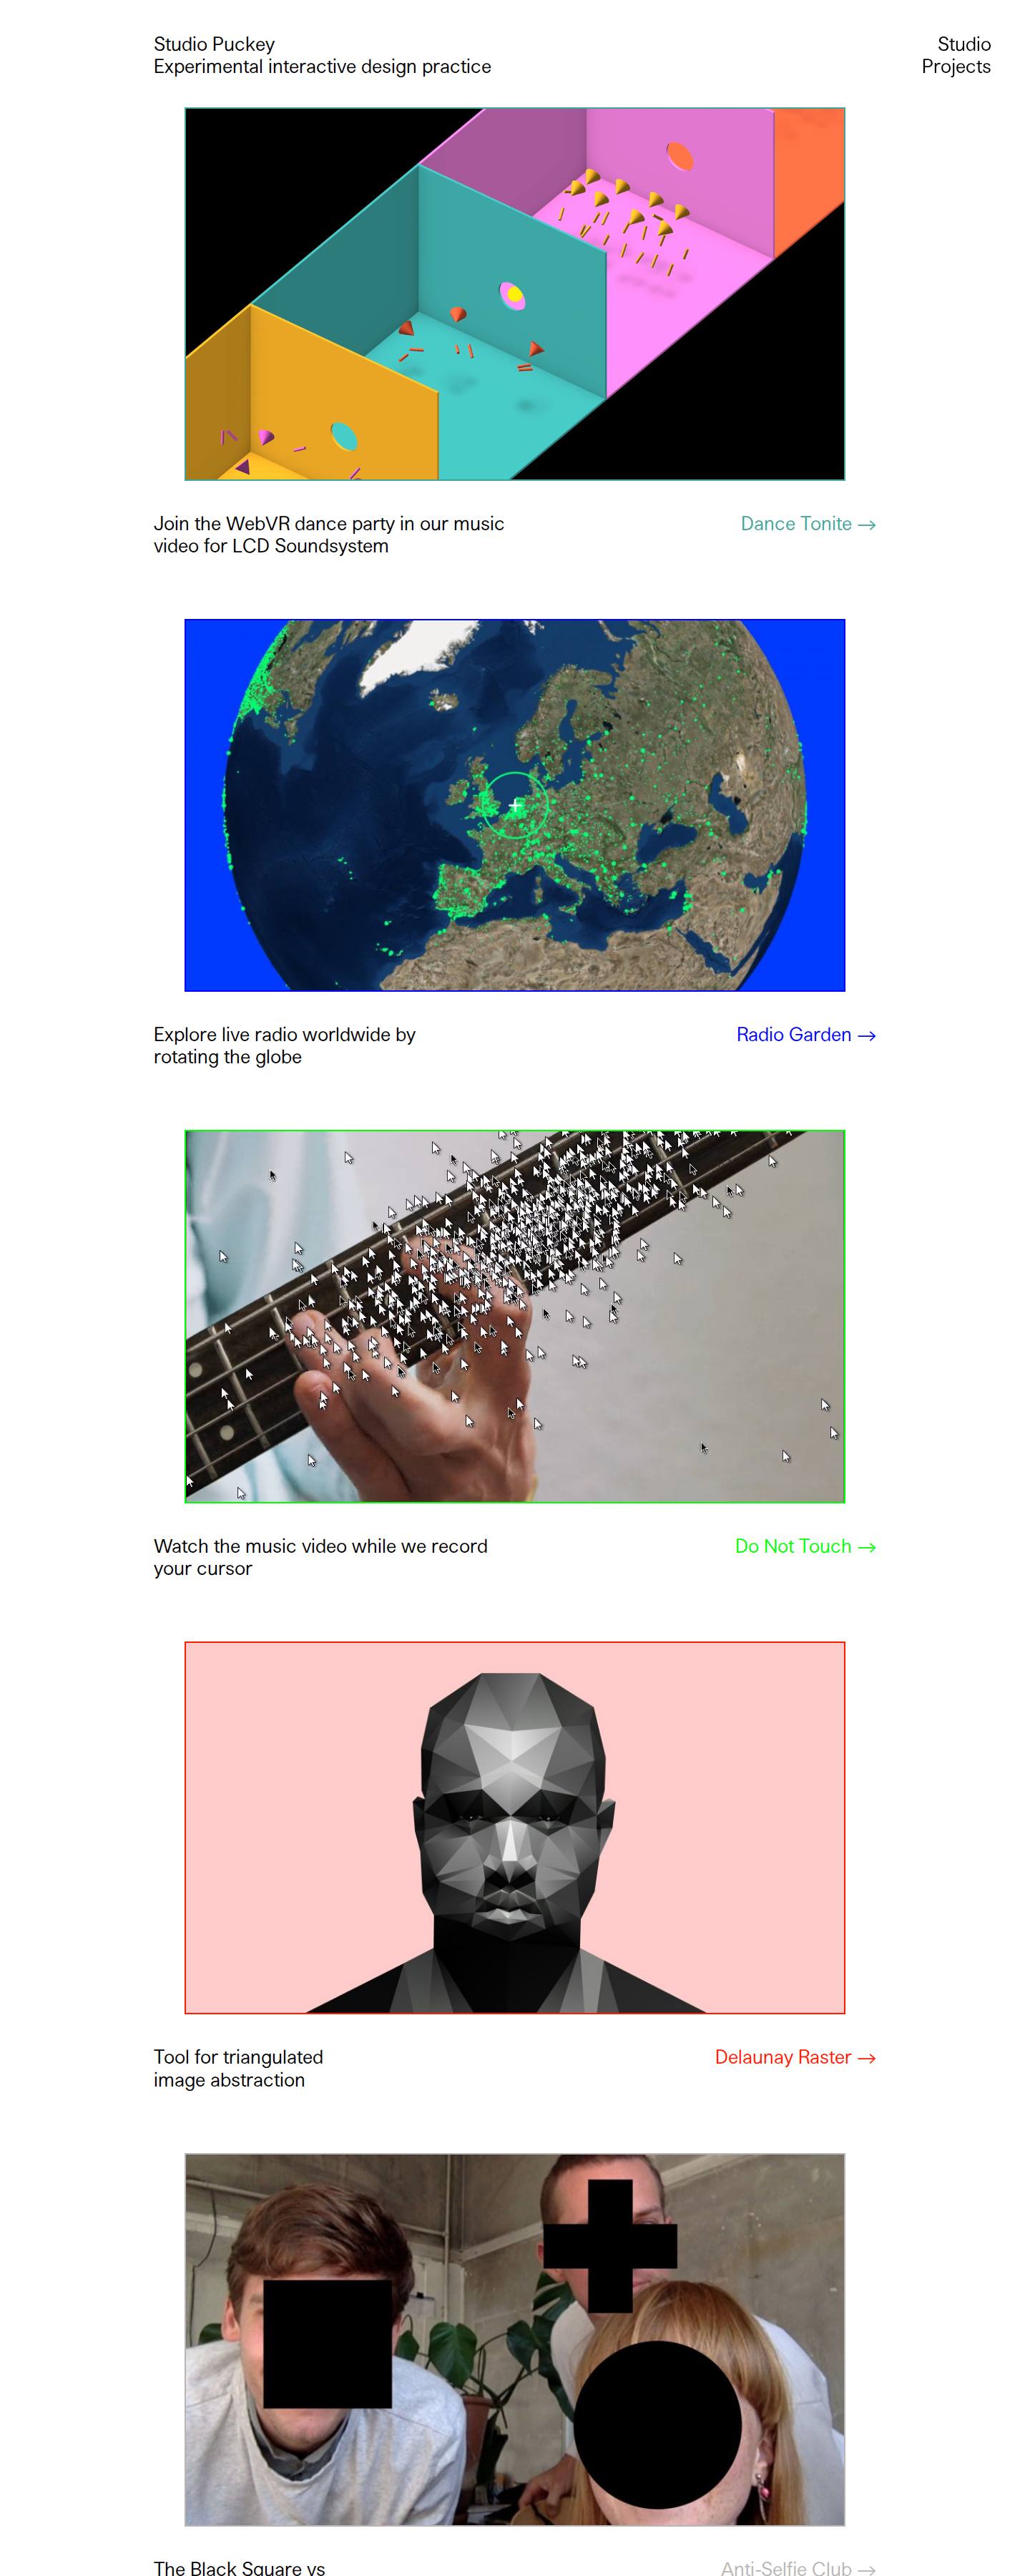 Studio Puckey
Experimental interactive design practice
Studio
Projects
Join the WebVR dance party in our music
video for LCD Soundsystem
Dance Tonite →
Explore live radio worldwide by
rotating the globe
Radio Garden →
Watch the music video while we record
your cursor
Do Not Touch →
Tool for triangulated
image abstraction
Delaunay Raster →
The Black Square vs
Anti-Selfie Club →